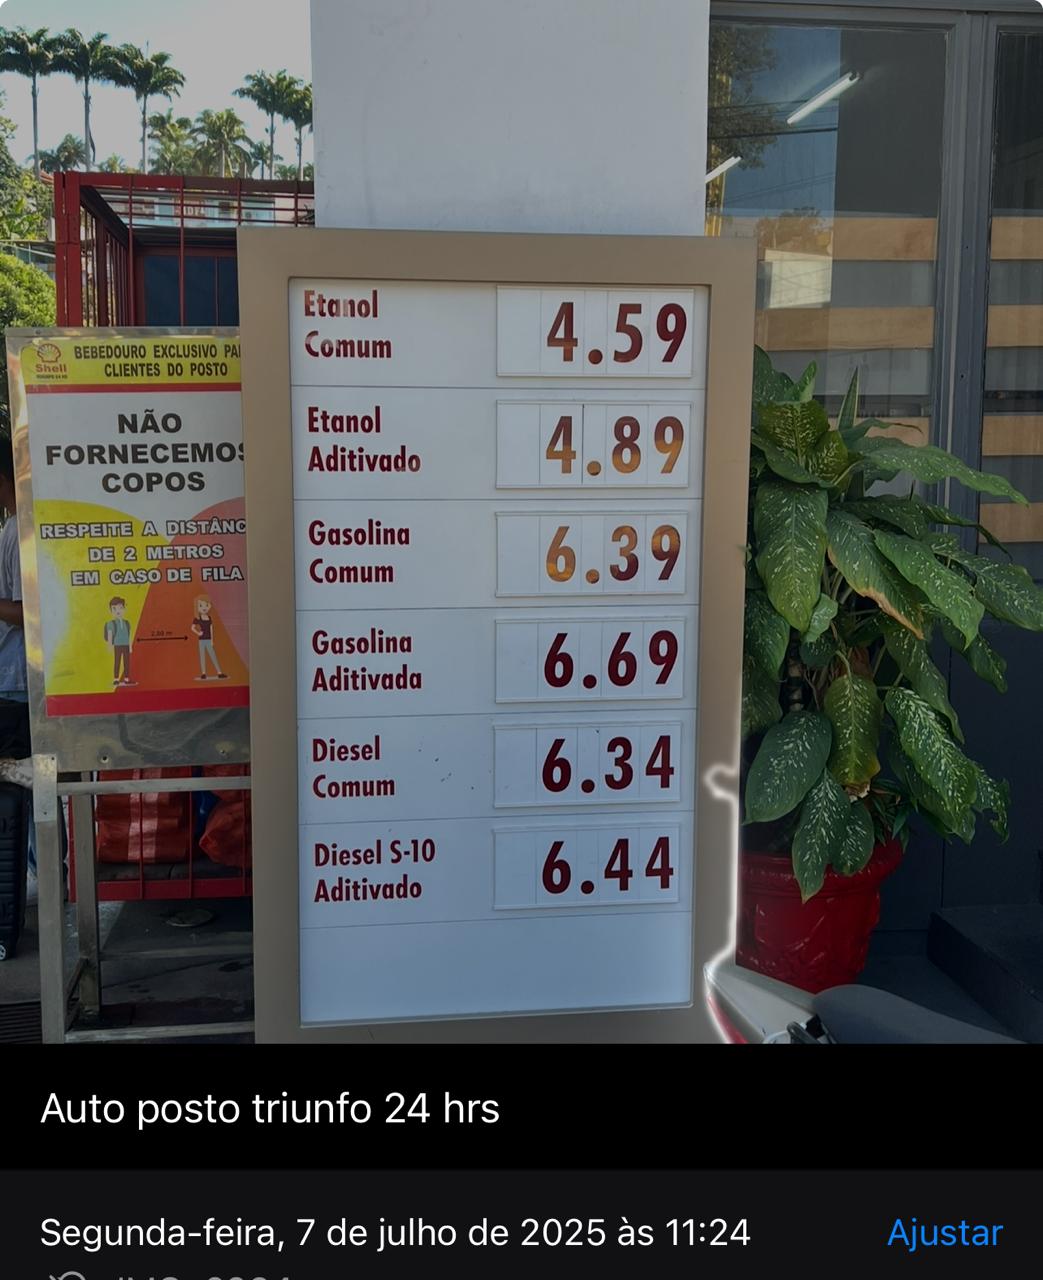 Shell
BEBEDOURO EXCLUSIVO
CLIENTES DO POSTO
NÃO
FORNECEMOS
COPOS
RESPEITE A
DE 2 METROS
EM CASO DE FILA
2,00 m
Etanol
Comum
4.59
Etanol
Aditivado
4.89
Gasolina
Comum
6.39
Gasolina
Aditivada
6.69
Diesel
Comum
6.34
Diesel S-10
Aditivado
6.44
Auto posto triunfo 24 hrs
Segunda-feira, 7 de julho de 2025 às 11:24
Ajustar